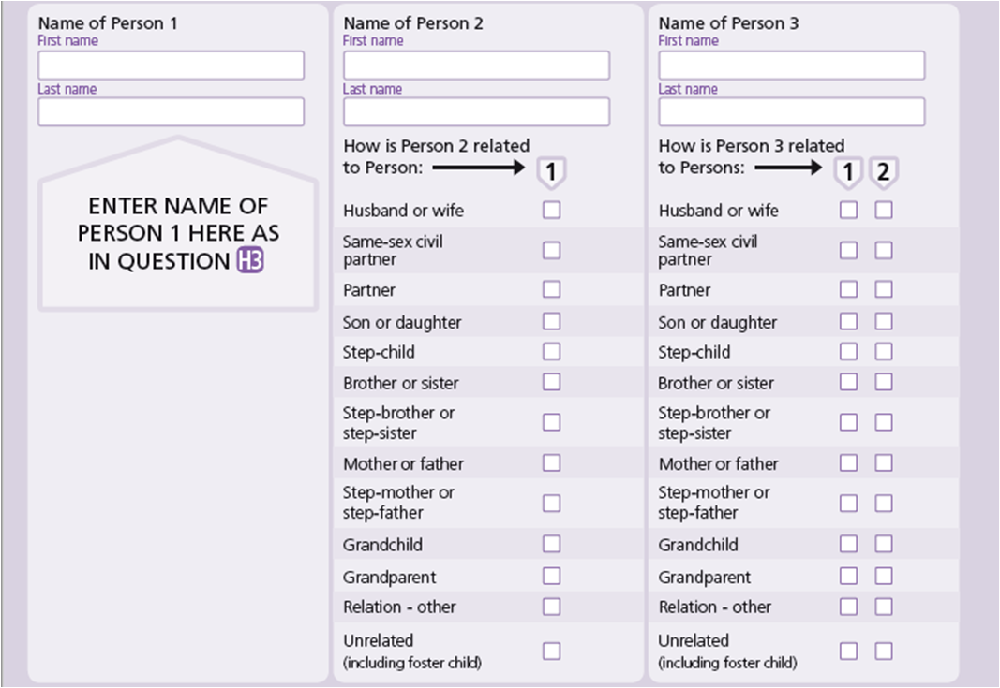 Name of Person 1
First name
Last name
ENTER NAME OF
PERSON 1 HERE AS
IN QUESTION H3
Name of Person 2
First name
Last name
How is Person 2 related
to Person: 1
Husband or wife
Same-sex civil
partner
Partner
Son or daughter
Step-child
Brother or sister
Step-brother or
step-sister
Mother or father
Step-mother or
step-father
Grandchild
Grandparent
Relation - other
Unrelated
(including foster child)
Name of Person 3
First name
Last name
How is Person 3 related
to Persons: 1 2
Husband or wife
Same-sex civil
partner
Partner
Son or daughter
Step-child
Brother or sister
Step-brother or
step-sister
Mother or father
Step-mother or
step-father
Grandchild
Grandparent
Relation - other
Unrelated
(including foster child)